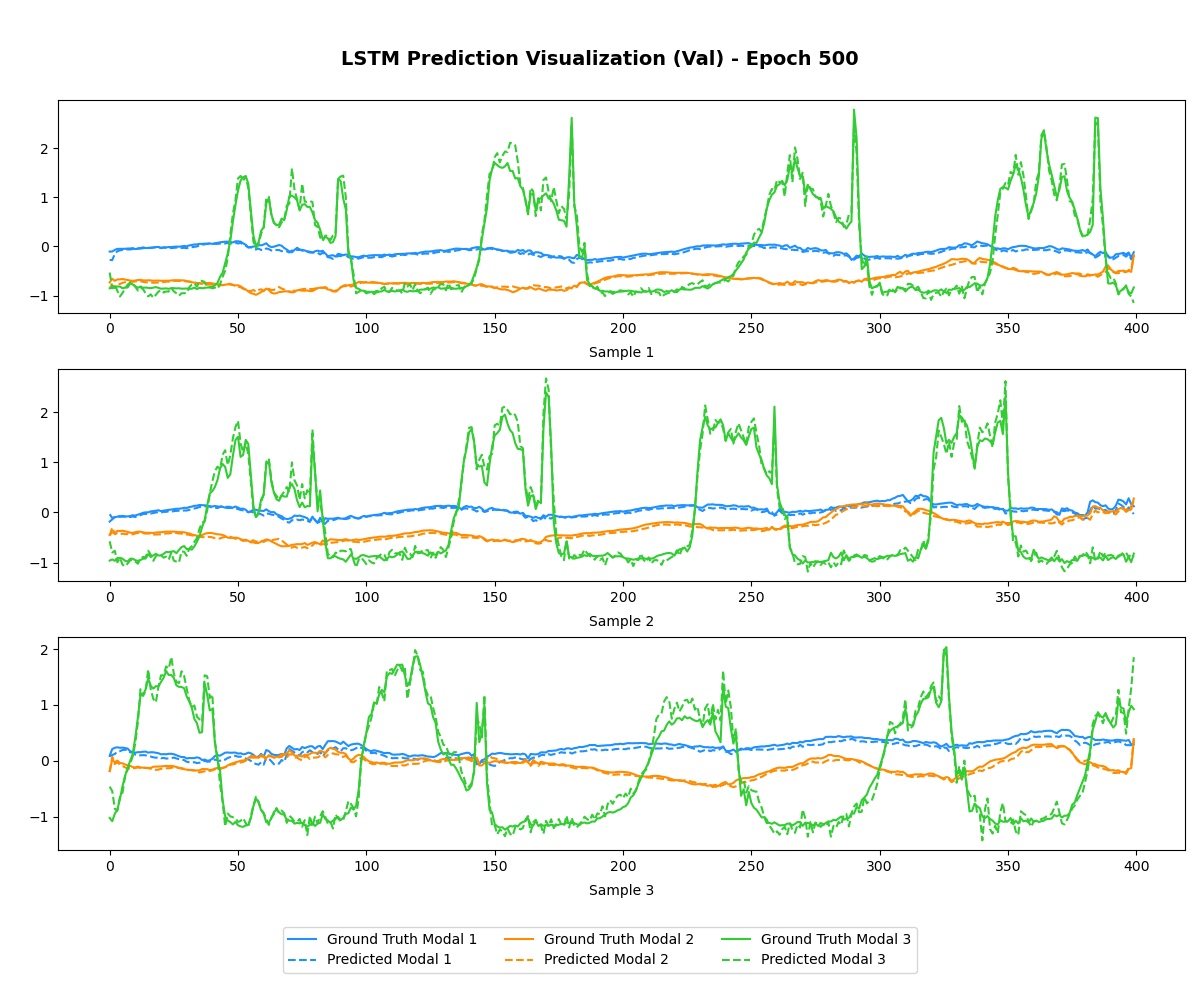 LSTM Prediction Visualization (Val) - Epoch 500
2
1
0
−1
0 50 100 150 200 250 300 350 400
Sample 1
2
1
0
−1
0 50 100 150 200 250 300 350 400
Sample 2
2
1
0
−1
0 50 100 150 200 250 300 350 400
Sample 3
Ground Truth Modal 1 Ground Truth Modal 2 Ground Truth Modal 3
Predicted Modal 1 Predicted Modal 2 Predicted Modal 3